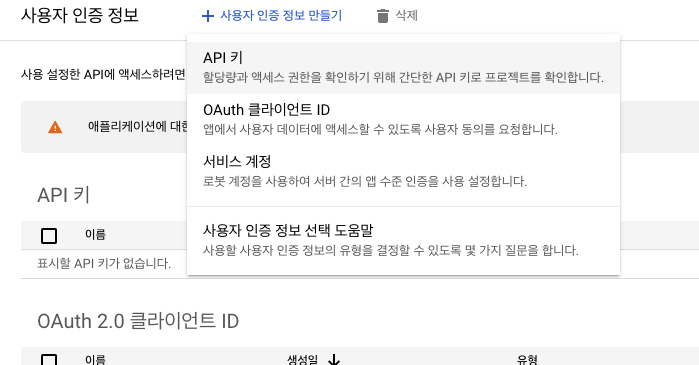 사용자 인증 정보
+ 사용자 인증 정보 만들기
삭제
API 키
할당량과 액세스 권한을 확인하기 위해 간단한 API 키로 프로젝트를 확인합니다.
OAuth 클라이언트 ID
앱에서 사용자 데이터에 액세스할 수 있도록 사용자 동의를 요청합니다.
서비스 계정
로봇 계정을 사용하여 서버 간의 앱 수준 인증을 사용 설정합니다.
사용자 인증 정보 선택 도움말
사용할 사용자 인증 정보의 유형을 결정할 수 있도록 몇 가지 질문을 합니다.
사용 설정한 API에 액세스하려면
애플리케이션에 대한
API 키
이름
표시할 API 키가 없습니다.
OAuth 2.0 클라이언트 ID
이름 생성일 유형